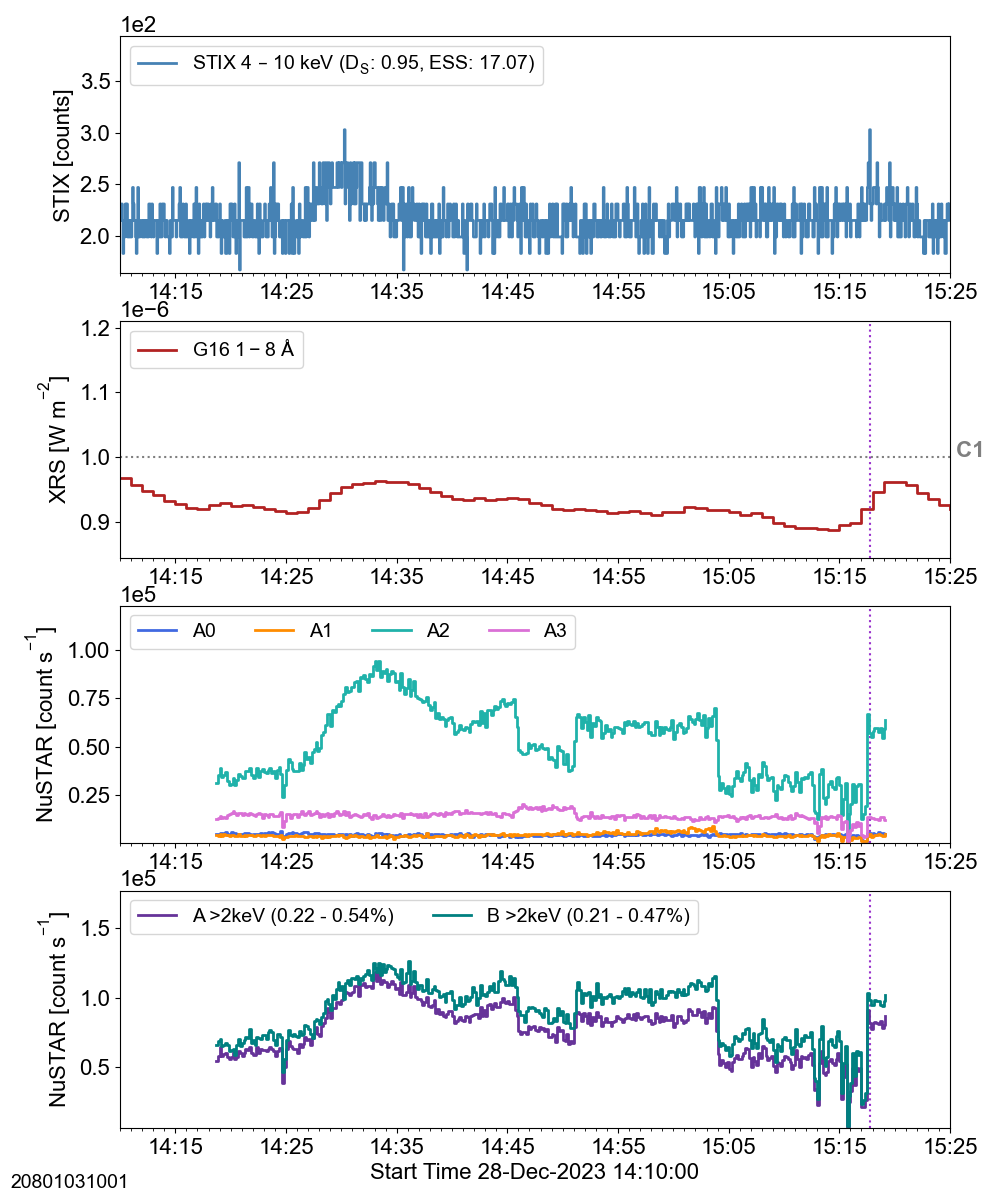 1e2
STIX 4 – 10 keV (DS: 0.95, ESS: 17.07)
STIX [counts]
3.5
3.0
2.5
2.0
14:15 14:25 14:35 14:45 14:55 15:05 15:15 15:25
1e−6
G16 1 – 8 Å
XRS [W m−2]
1.2
1.1
1.0
0.9
C1
14:15 14:25 14:35 14:45 14:55 15:05 15:15 15:25
1e5
A0 A1 A2 A3
NuSTAR [count s−1]
1.00
0.75
0.50
0.25
14:15 14:25 14:35 14:45 14:55 15:05 15:15 15:25
1e5
A >2keV (0.22 - 0.54%) B >2keV (0.21 - 0.47%)
NuSTAR [count s−1]
1.5
1.0
0.5
14:15 14:25 14:35 14:45 14:55 15:05 15:15 15:25
Start Time 28-Dec-2023 14:10:00
20801031001